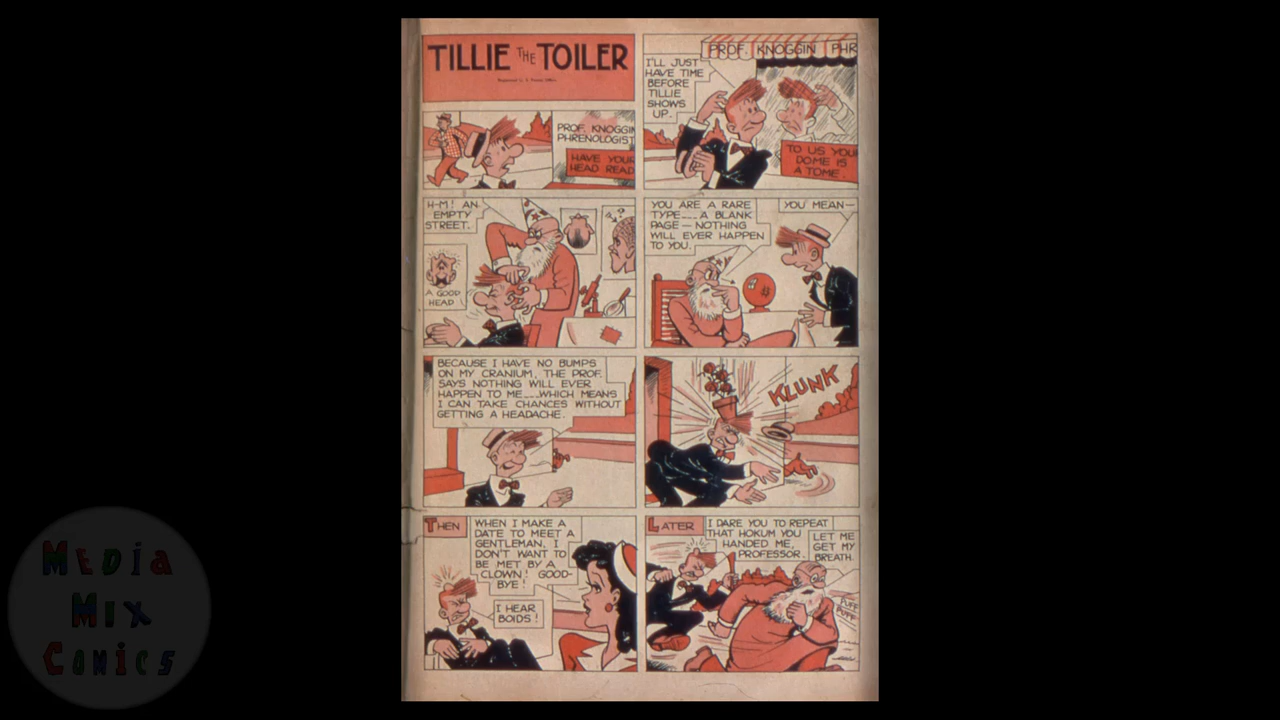 TILLIE THE TOILER
PROF. KNOGGIN
PHRENOLOGIST
HAVE YOUR
HEAD READ
PROF. KNOGGIN PHR
I'LL JUST
HAVE TIME
BEFORE
TILLIE
SHOWS
UP.
TO US YOU
DOME IS
A TOME.
H-M! AN
EMPTY
STREET.
A GOOD
HEAD
YOU ARE A RARE
TYPE___A BLANK
PAGE — NOTHING
WILL EVER HAPPEN
TO YOU.
YOU MEAN—
BECAUSE I HAVE NO BUMPS
ON MY CRANIUM, THE PROF.
SAYS NOTHING WILL EVER
HAPPEN TO ME___WHICH MEANS
I CAN TAKE CHANCES WITHOUT
GETTING A HEADACHE.
KLUNK
THEN
WHEN I MAKE A
DATE TO MEET A
GENTLEMAN, I
DON'T WANT TO
BE MET BY A
CLOWN! GOOD-
BYE!
I HEAR
BOIDS!
LATER
I DARE YOU TO REPEAT
THAT HOKUM YOU
HANDED ME,
PROFESSOR.
LET ME
GET MY
BREATH.
PUFF
PUFF
MEDIA
MIX
COMICS